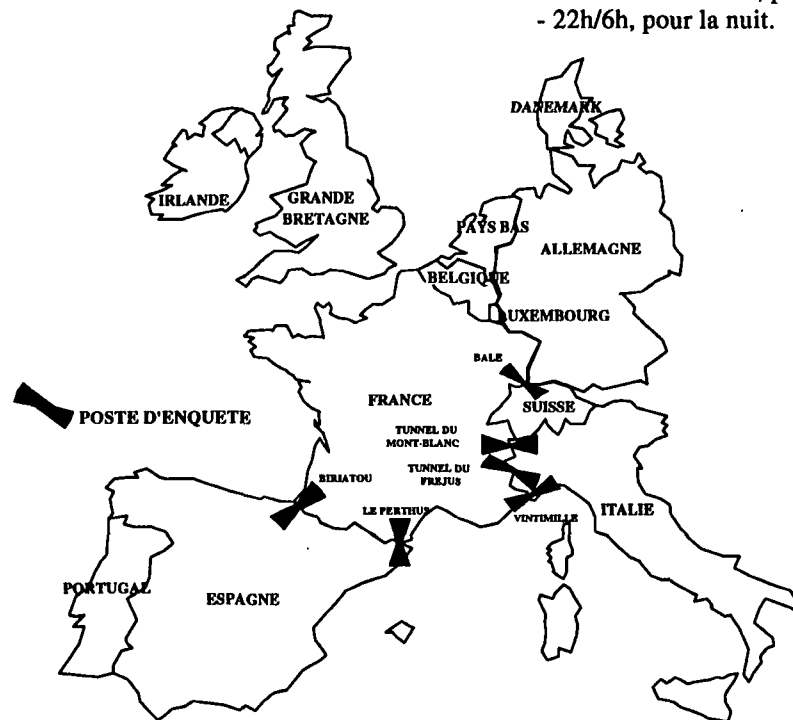 - 22h/6h, pour la nuit.
DANEMARK
IRLANDE
GRANDE
BRETAGNE
PAYS BAS
ALLEMAGNE
BELGIQUE
LUXEMBOURG
BALE
FRANCE
SUISSE
POSTE D'ENQUETE
TUNNEL DU
MONT-BLANC
TUNNEL DU
FREJUS
BIRIATOU
LE PERTHUS
VINTIMILLE
ITALIE
PORTUGAL
ESPAGNE